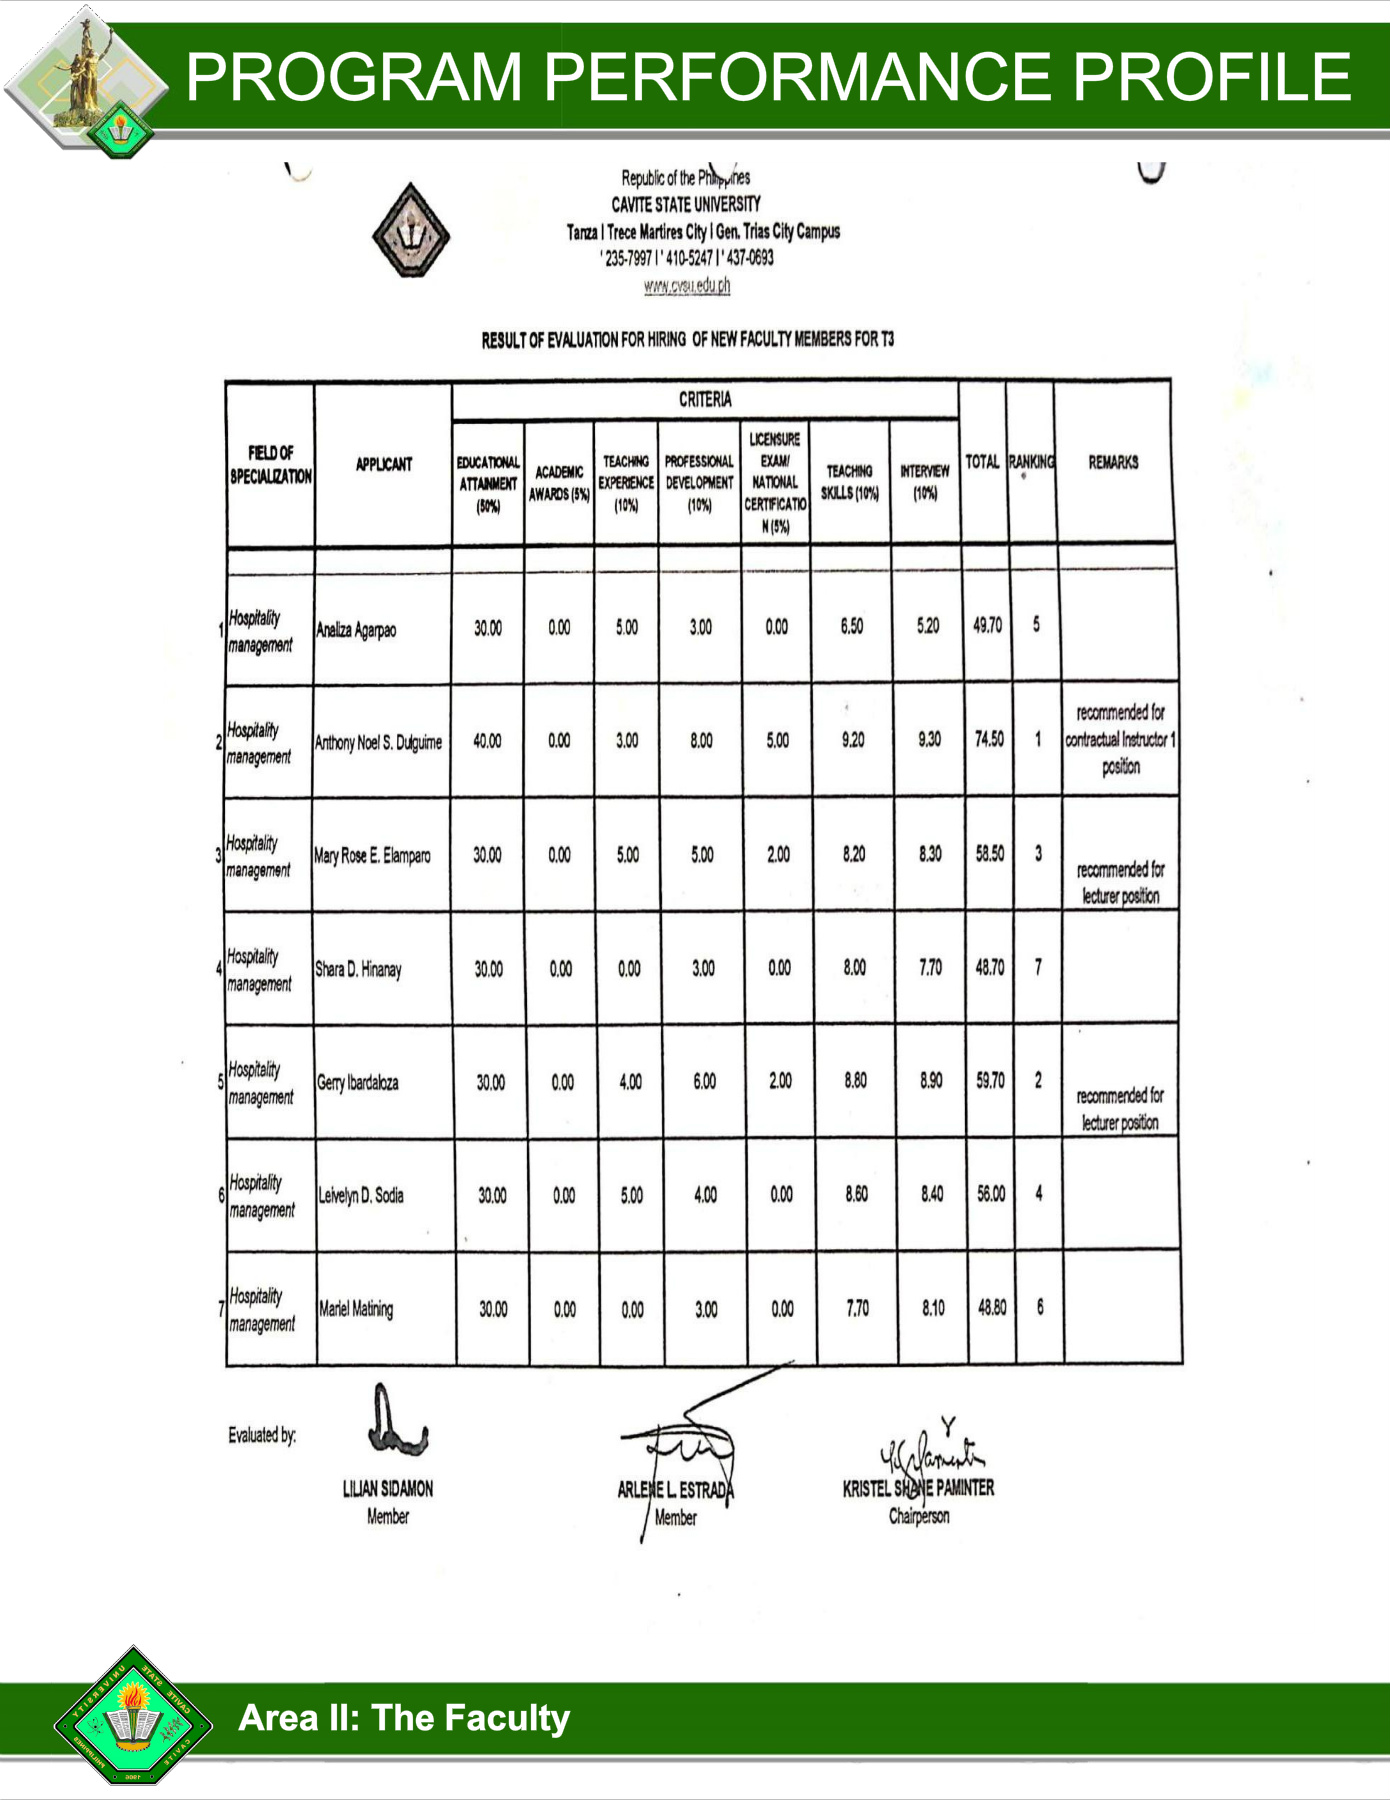 PROGRAM PERFORMANCE PROFILE
Republic of the Philippines
CAVITE STATE UNIVERSITY
Tanza | Trece Martires City | Gen. Trias City Campus
' 235-7997 | ' 410-5247 | ' 437-0693
www.cvsu.edu.ph
RESULT OF EVALUATION FOR HIRING OF NEW FACULTY MEMBERS FOR T3
FIELD OF SPECIALIZATION
APPLICANT
CRITERIA
EDUCATIONAL ATTAINMENT (50%)
ACADEMIC AWARDS (5%)
TEACHING EXPERIENCE (10%)
PROFESSIONAL DEVELOPMENT (10%)
LICENSURE EXAM/ NATIONAL CERTIFICATIO N (5%)
TEACHING SKILLS (10%)
INTERVIEW (10%)
TOTAL
RANKING
REMARKS
1 Hospitality management Analiza Agarpao 30.00 0.00 5.00 3.00 0.00 6.50 5.20 49.70 5
2 Hospitality management Anthony Noel S. Dulguime 40.00 0.00 3.00 8.00 5.00 9.20 9.30 74.50 1 recommended for contractual Instructor 1 position
3 Hospitality management Mary Rose E. Elamparo 30.00 0.00 5.00 5.00 2.00 8.20 8.30 58.50 3 recommended for lecturer position
4 Hospitality management Shara D. Hinanay 30.00 0.00 0.00 3.00 0.00 8.00 7.70 48.70 7
5 Hospitality management Gerry Ibardaloza 30.00 0.00 4.00 6.00 2.00 8.80 8.90 59.70 2 recommended for lecturer position
6 Hospitality management Leivelyn D. Sodia 30.00 0.00 5.00 4.00 0.00 8.60 8.40 56.00 4
7 Hospitality management Mariel Matining 30.00 0.00 0.00 3.00 0.00 7.70 8.10 48.80 6
Evaluated by:
LILIAN SIDAMON
Member
ARLENE L. ESTRADA
Member
KRISTEL SHANE PAMINTER
Chairperson
CAVITE STATE UNIVERSITY
CAVITE
PHILIPPINES
1906
Area II: The Faculty